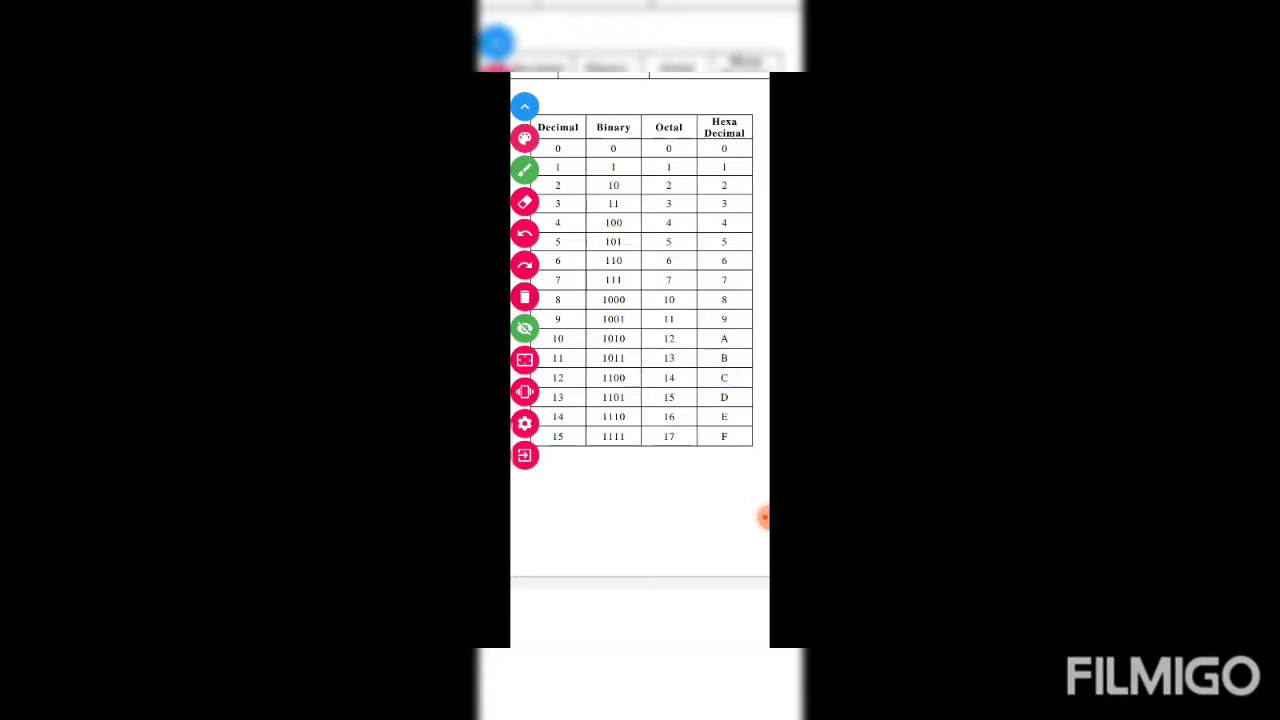 Decimal Binary Octal Hexa Decimal
0 0 0 0
1 1 1 1
2 10 2 2
3 11 3 3
4 100 4 4
5 101 5 5
6 110 6 6
7 111 7 7
8 1000 10 8
9 1001 11 9
10 1010 12 A
11 1011 13 B
12 1100 14 C
13 1101 15 D
14 1110 16 E
15 1111 17 F
FILMIGO